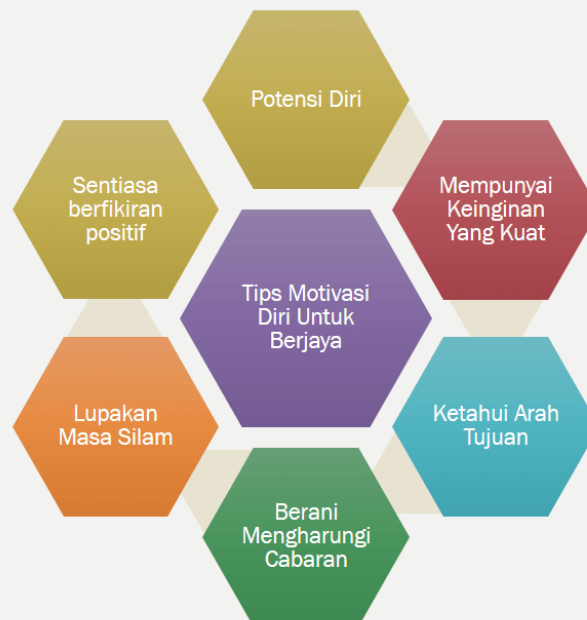 Potensi Diri
Mempunyai
Keinginan
Yang Kuat
Ketahui Arah
Tujuan
Berani
Mengharungi
Cabaran
Lupakan
Masa Silam
Sentiasa
berfikiran
positif
Tips Motivasi
Diri Untuk
Berjaya